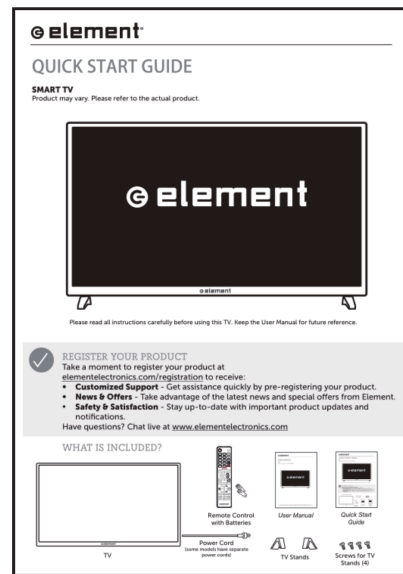 element
QUICK START GUIDE
SMART TV
Product may vary. Please refer to the actual product.
element
element
Please read all instructions carefully before using this TV. Keep the User Manual for future reference.
REGISTER YOUR PRODUCT
Take a moment to register your product at
elementelectronics.com/registration to receive:
• Customized Support - Get assistance quickly by pre-registering your product.
• News & Offers - Take advantage of the latest news and special offers from Element.
• Safety & Satisfaction - Stay up-to-date with important product updates and
notifications.
Have questions? Chat live at www.elementelectronics.com
WHAT IS INCLUDED?
TV
Remote Control
with Batteries
User Manual
Quick Start
Guide
Power Cord
(some models have separate
power cords)
TV Stands
Screws for TV
Stands (4)